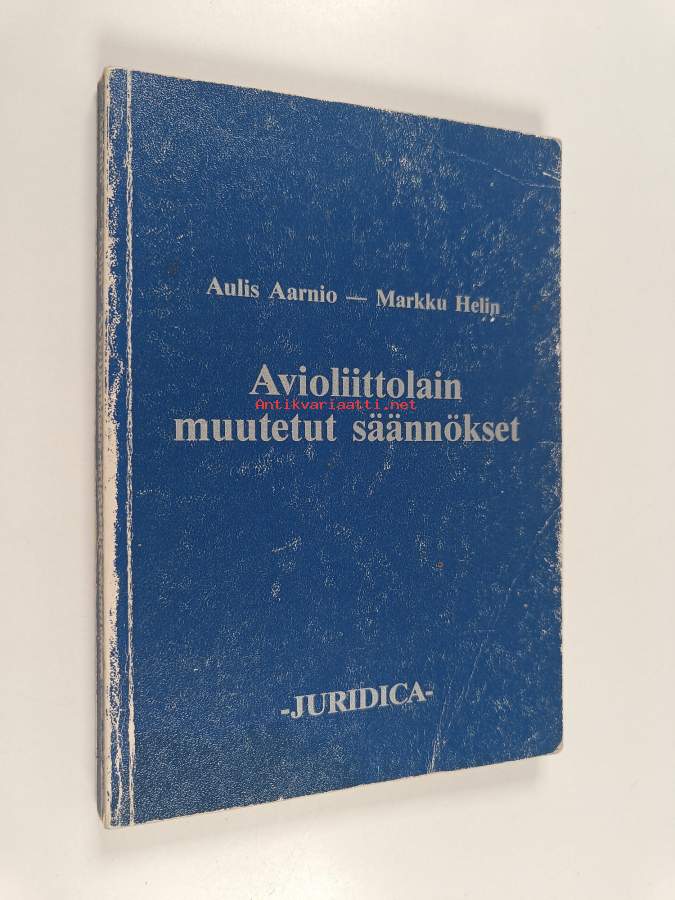 Aulis Aarnio — Markku Helin
Avioliittolain
Antikvariaatti.net
muutetut säännökset
-JURIDICA-